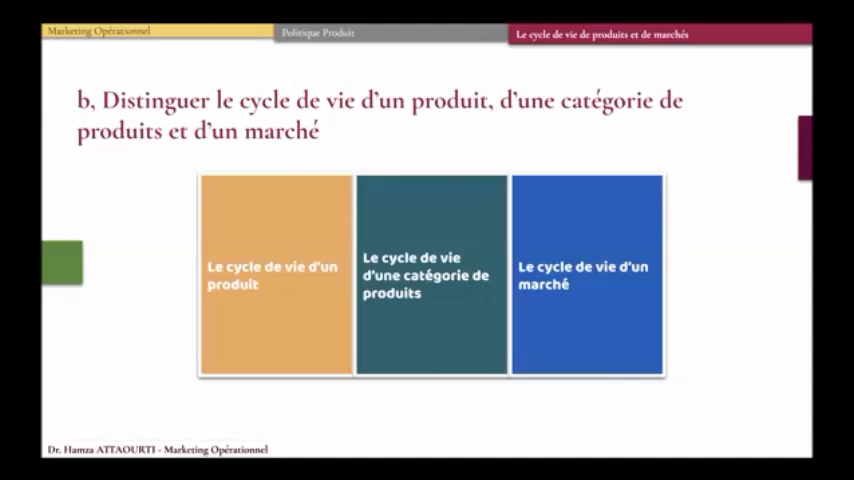 Marketing Opérationnel
Politique Produit
Le cycle de vie de produits et de marchés
b, Distinguer le cycle de vie d'un produit, d'une catégorie de
produits et d'un marché
Le cycle de vie d'un
produit
Le cycle de vie
d'une catégorie de
produits
Le cycle de vie d'un
marché
Dr. Hamza ATTAOURTI - Marketing Opérationnel